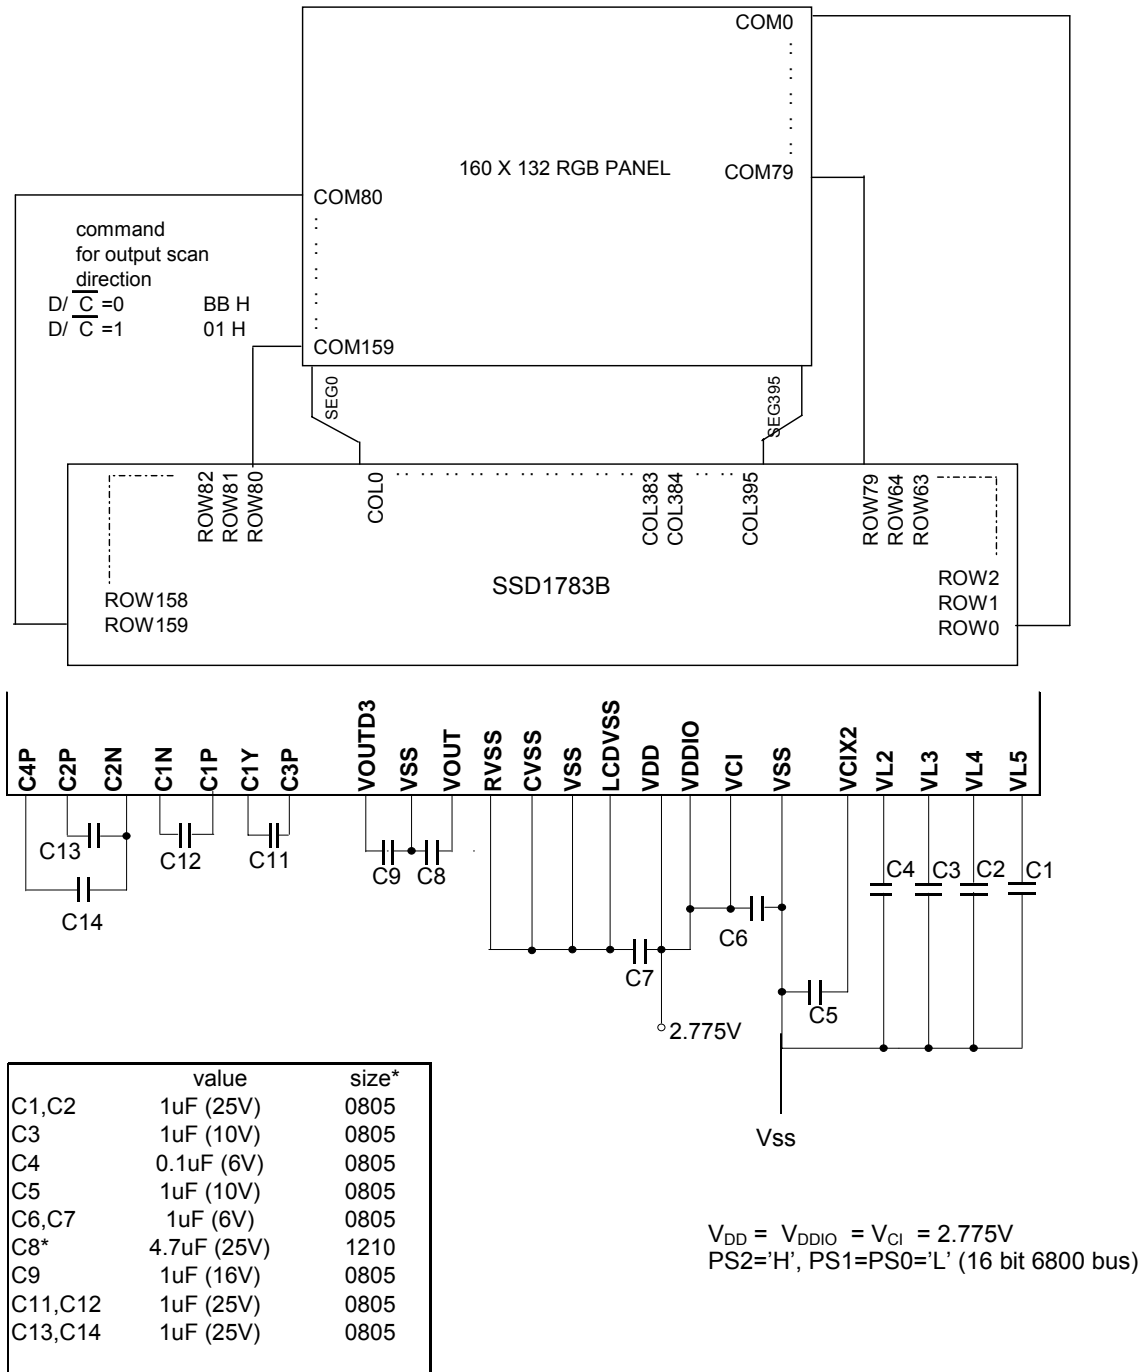 COM0
160 X 132 RGB PANEL
COM79
COM80
command
for output scan
direction
D/ C =0 BB H
D/ C =1 01 H
COM159
SEG0
SEG395
ROW82
ROW81
ROW80
COL0
COL383
COL384
COL395
ROW79
ROW64
ROW63
SSD1783B
ROW158
ROW159
ROW2
ROW1
ROW0
C4P
C2P
C2N
C1N
C1P
C1Y
C3P
VOUTD3
VSS
VOUT
RVSS
CVSS
VSS
LCDVSS
VDD
VDDIO
VCI
VSS
VCIX2
VL2
VL3
VL4
VL5
C13
C12
C11
C14
C9
C8
C7
C6
C5
C4
C3
C2
C1
2.775V
Vss
value size*
C1,C2 1uF (25V) 0805
C3 1uF (10V) 0805
C4 0.1uF (6V) 0805
C5 1uF (10V) 0805
C6,C7 1uF (6V) 0805
C8* 4.7uF (25V) 1210
C9 1uF (16V) 0805
C11,C12 1uF (25V) 0805
C13,C14 1uF (25V) 0805
VDD = VDDIO = VCI = 2.775V
PS2='H', PS1=PS0='L' (16 bit 6800 bus)